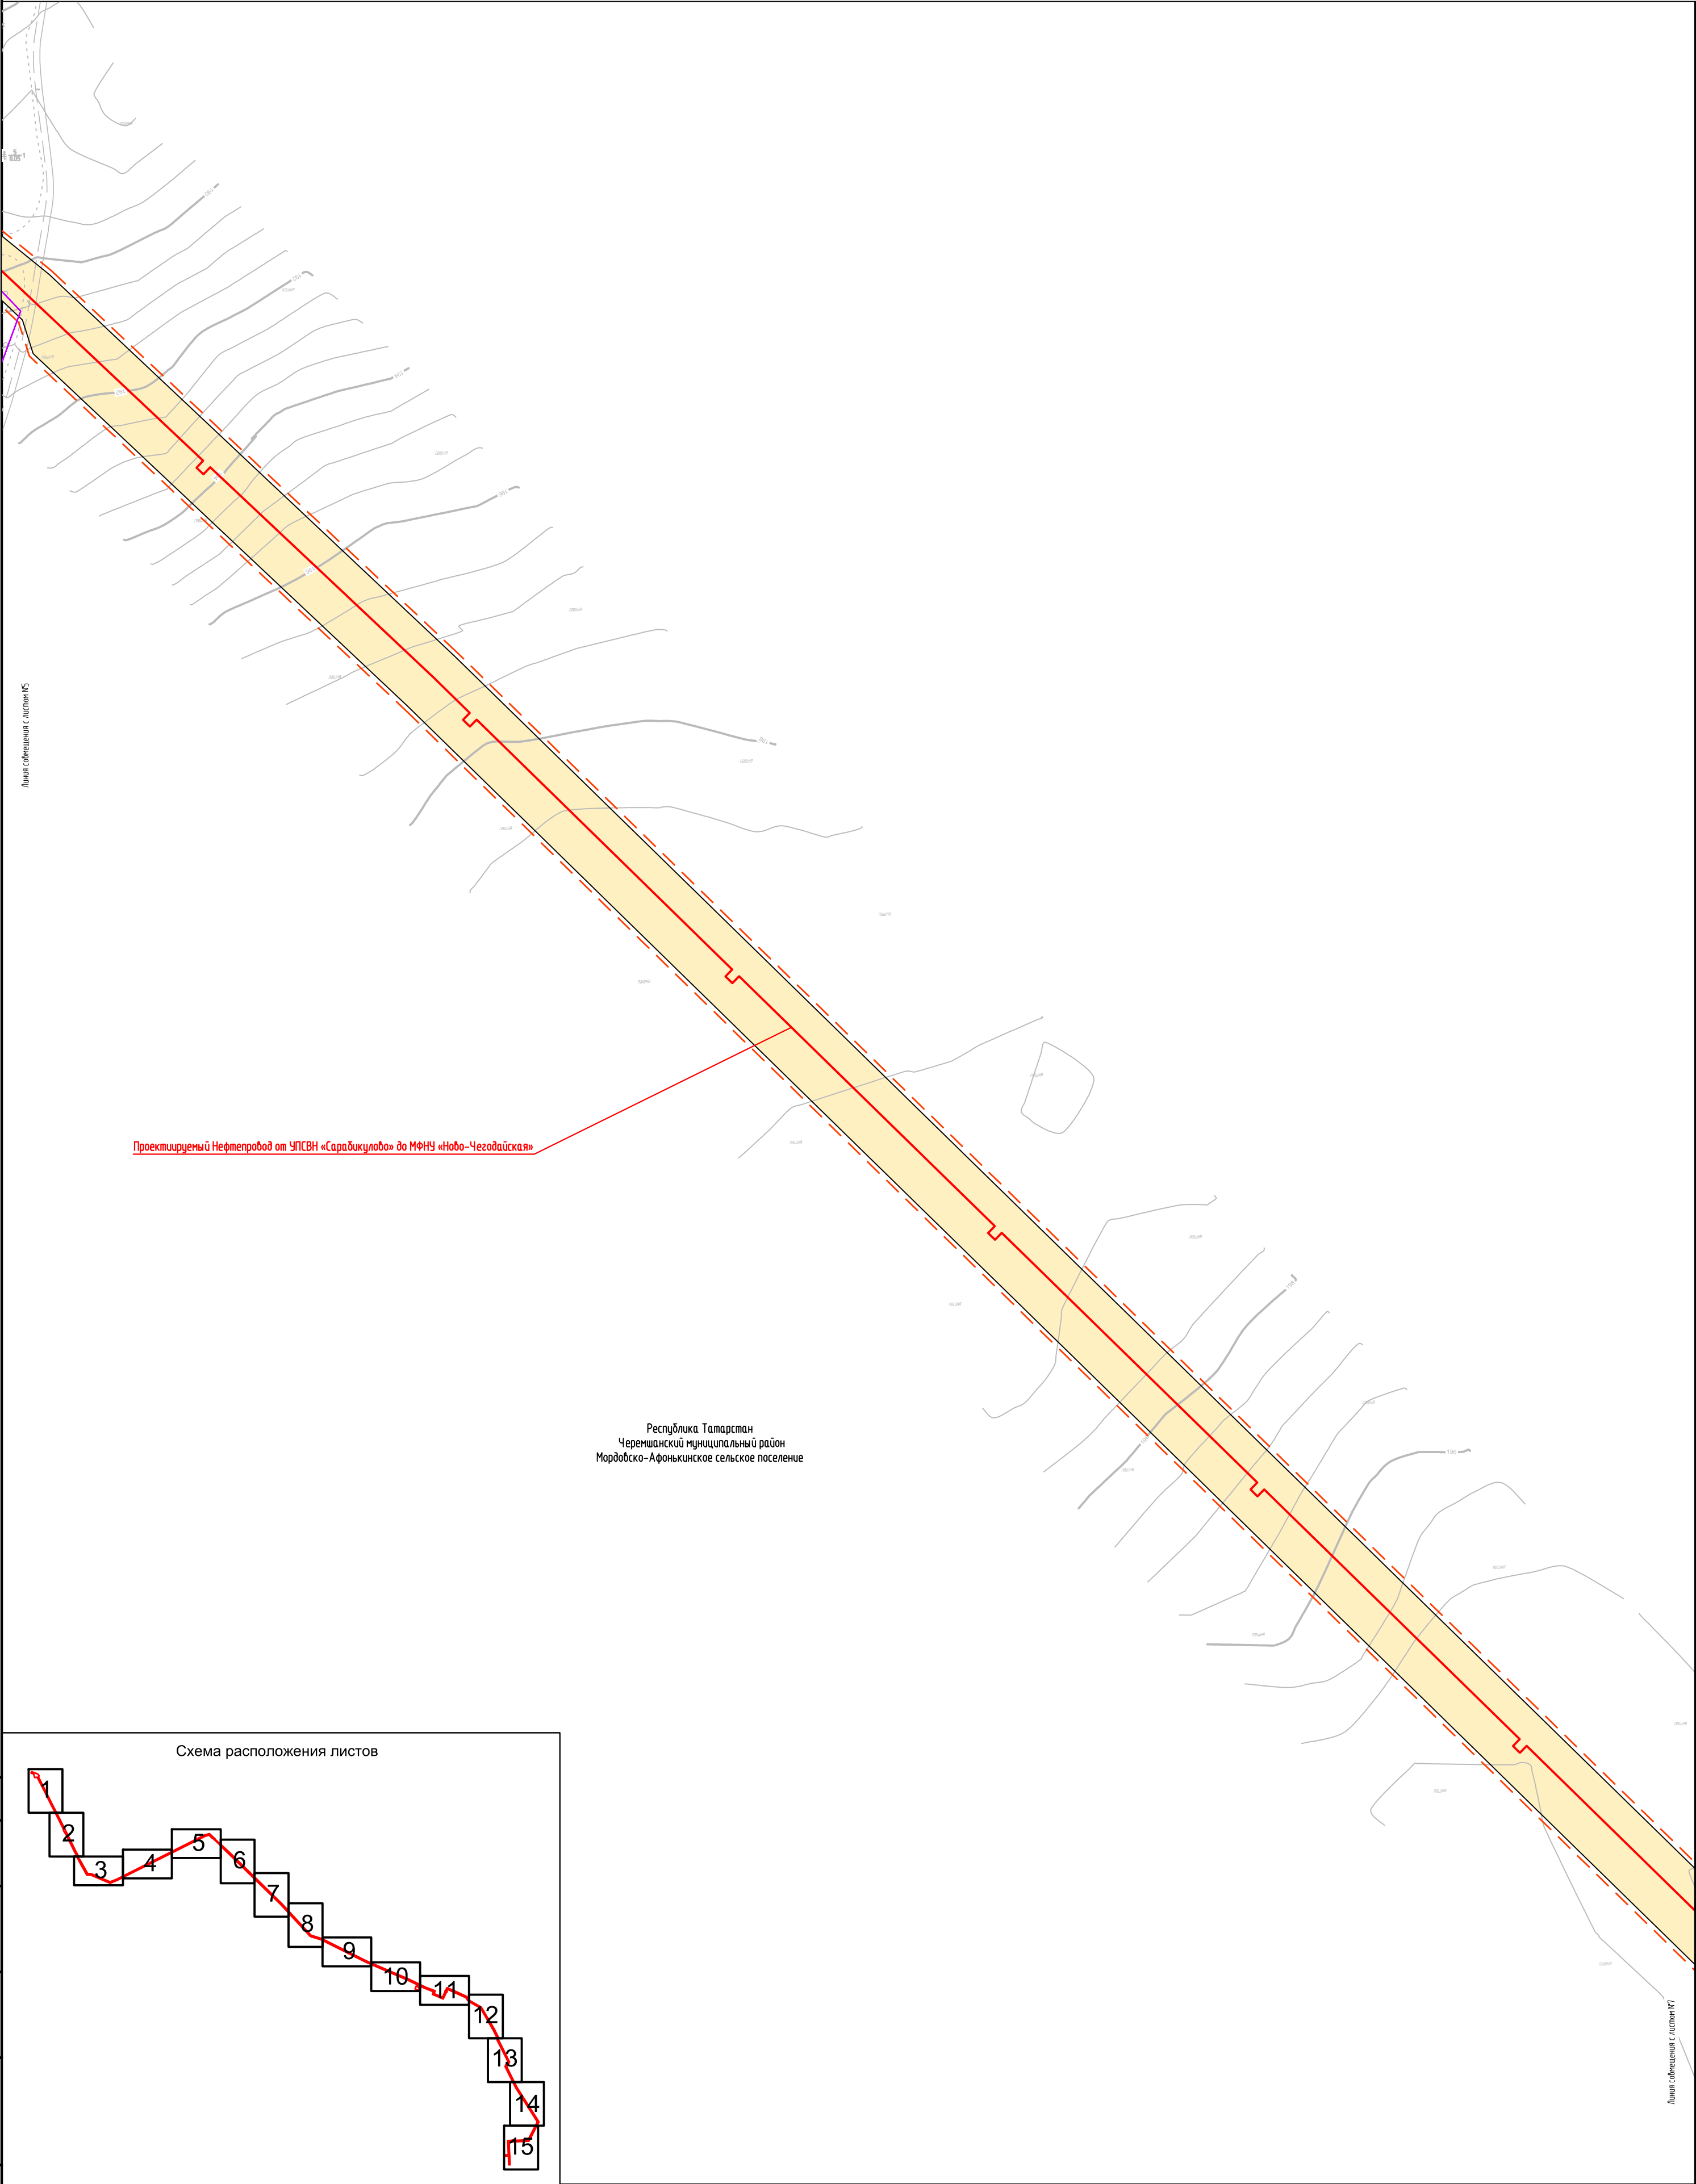 Линия совмещения с листом №5
Проектиируемый Нефтепровод от УПСВН «Сарабикулово» до МФНУ «Ново-Чегодайская»
Республика Татарстан
Черемшанский муниципальный район
Мордовско-Афонькинское сельское поселение
Линия совмещения с листом №7
Схема расположения листов
1
2
3
4
5
6
7
8
9
10
11
12
13
14
15